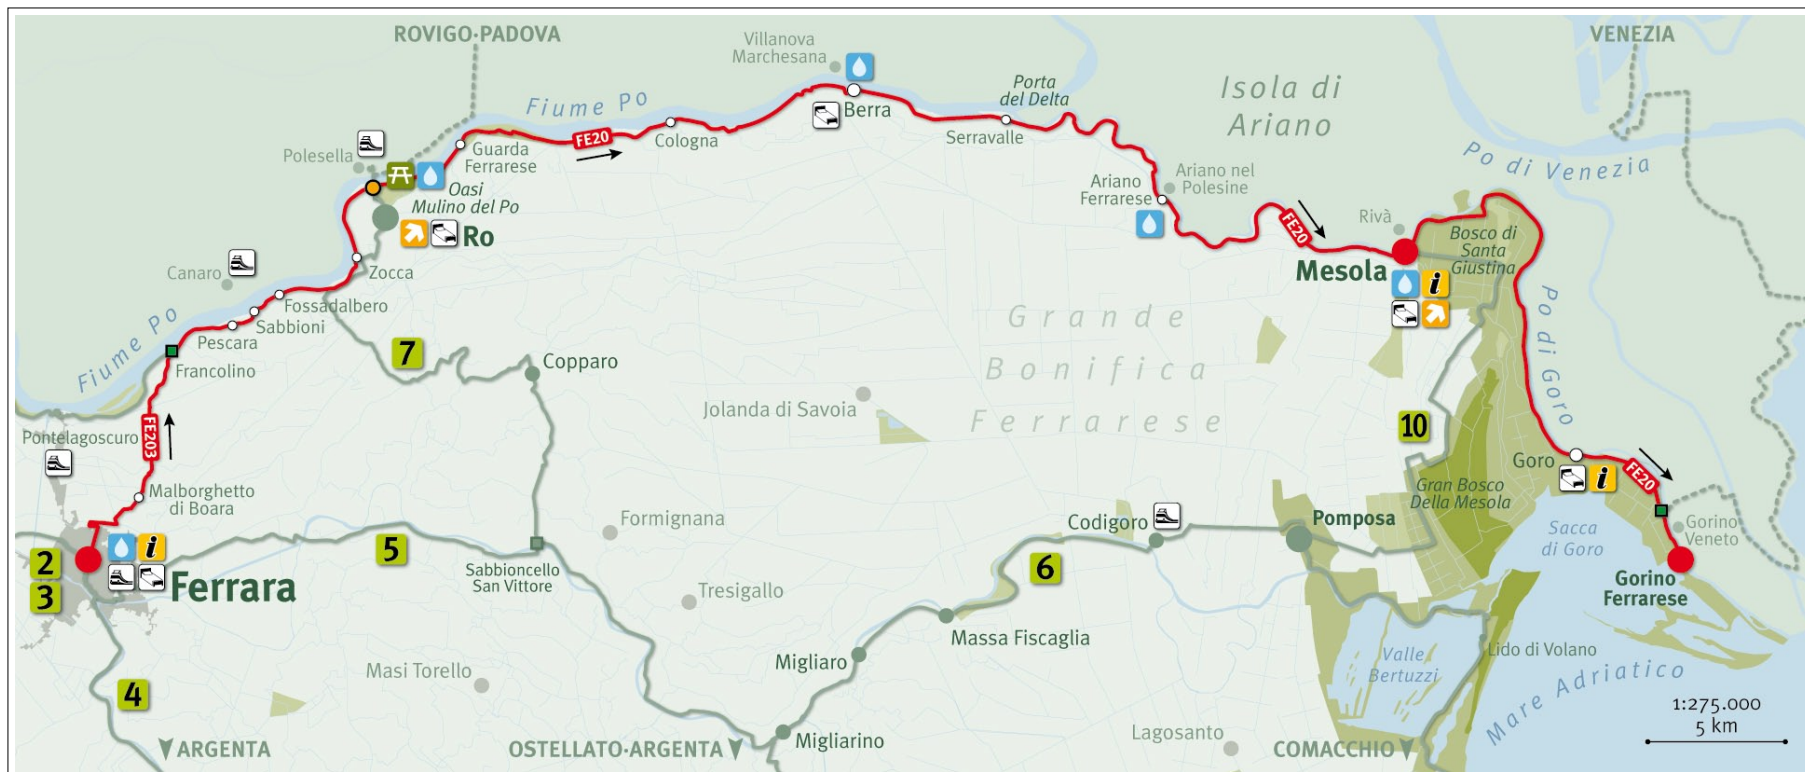 ROVIGO·PADOVA
VENEZIA
Villanova
Marchesana
Fiume Po
Porta
del Delta
Isola di
Ariano
Berra
FE20
Cologna
Serravalle
Polesella
Guarda
Ferrarese
Oasi
Mulino del Po
Ro
Ariano nel
Polesine
Ariano
Ferrarese
Po di Venezia
Rivà
FE20
Bosco di
Santa
Giustina
Mesola
i
Canaro
Zocca
Fossadalbero
Sabbioni
Pescara
Fiume Po
Francolino
7
Copparo
Grande
Bonifica
Ferrarese
Jolanda di Savoia
Po di Goro
10
Pontelagoscuro
FE203
Malborghetto
di Boara
Goro
i
FE20
Gran Bosco
Della Mesola
Formignana
Codigoro
Pomposa
Sacca
di Goro
Gorino
Veneto
2
3
i
Ferrara
5
Sabbioncello
San Vittore
6
Gorino
Ferrarese
Tresigallo
Massa Fiscaglia
Migliaro
Masi Torello
4
Valle
Bertuzzi
Lido di Volano
Mare Adriatico
Migliarino
Lagosanto
ARGENTA
OSTELLATO·ARGENTA
COMACCHIO
1:275.000
5 km